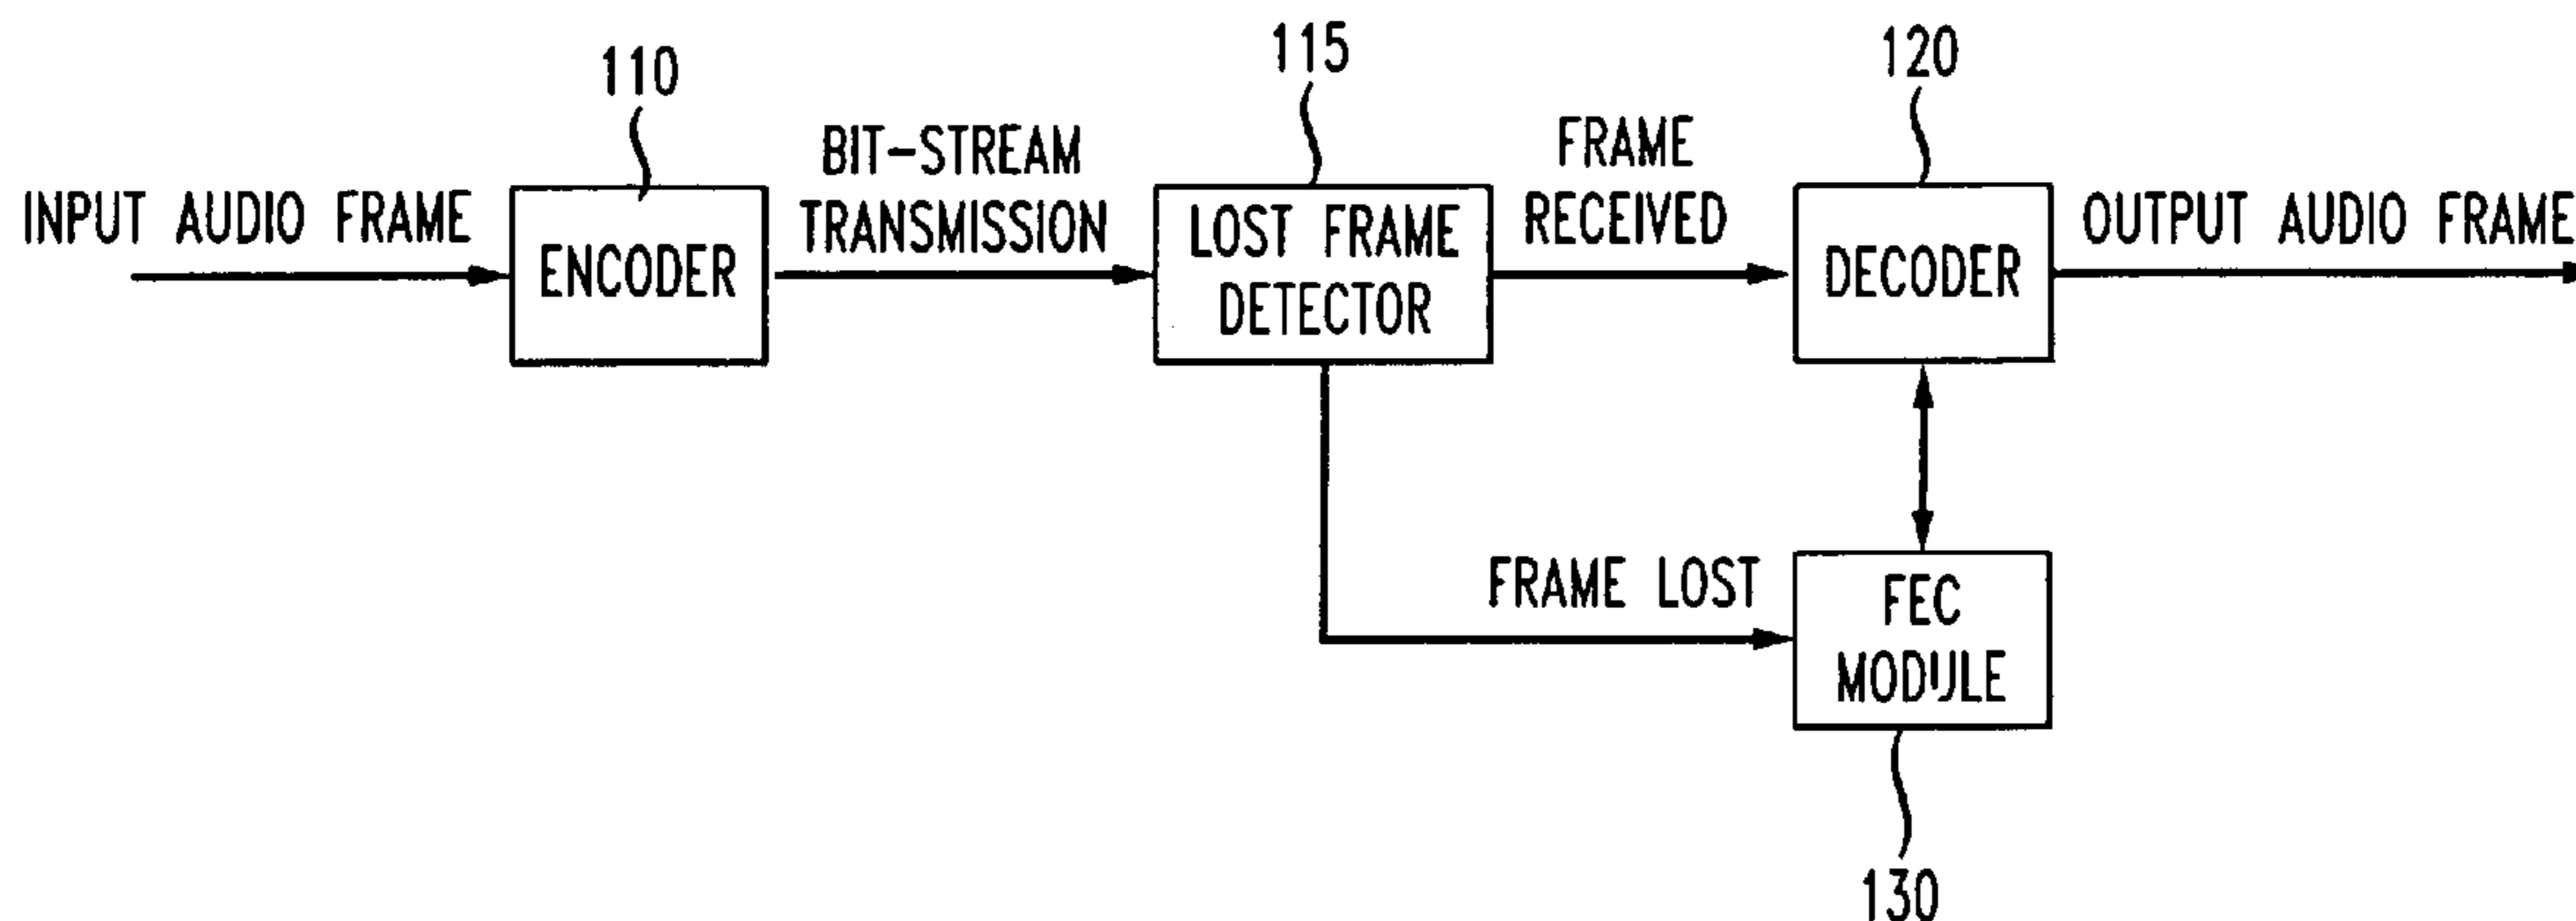 110
115
120
INPUT AUDIO FRAME
ENCODER
BIT-STREAM
TRANSMISSION
LOST FRAME
DETECTOR
FRAME
RECEIVED
DECODER
OUTPUT AUDIO FRAME
FRAME LOST
FEC
MODULE
130